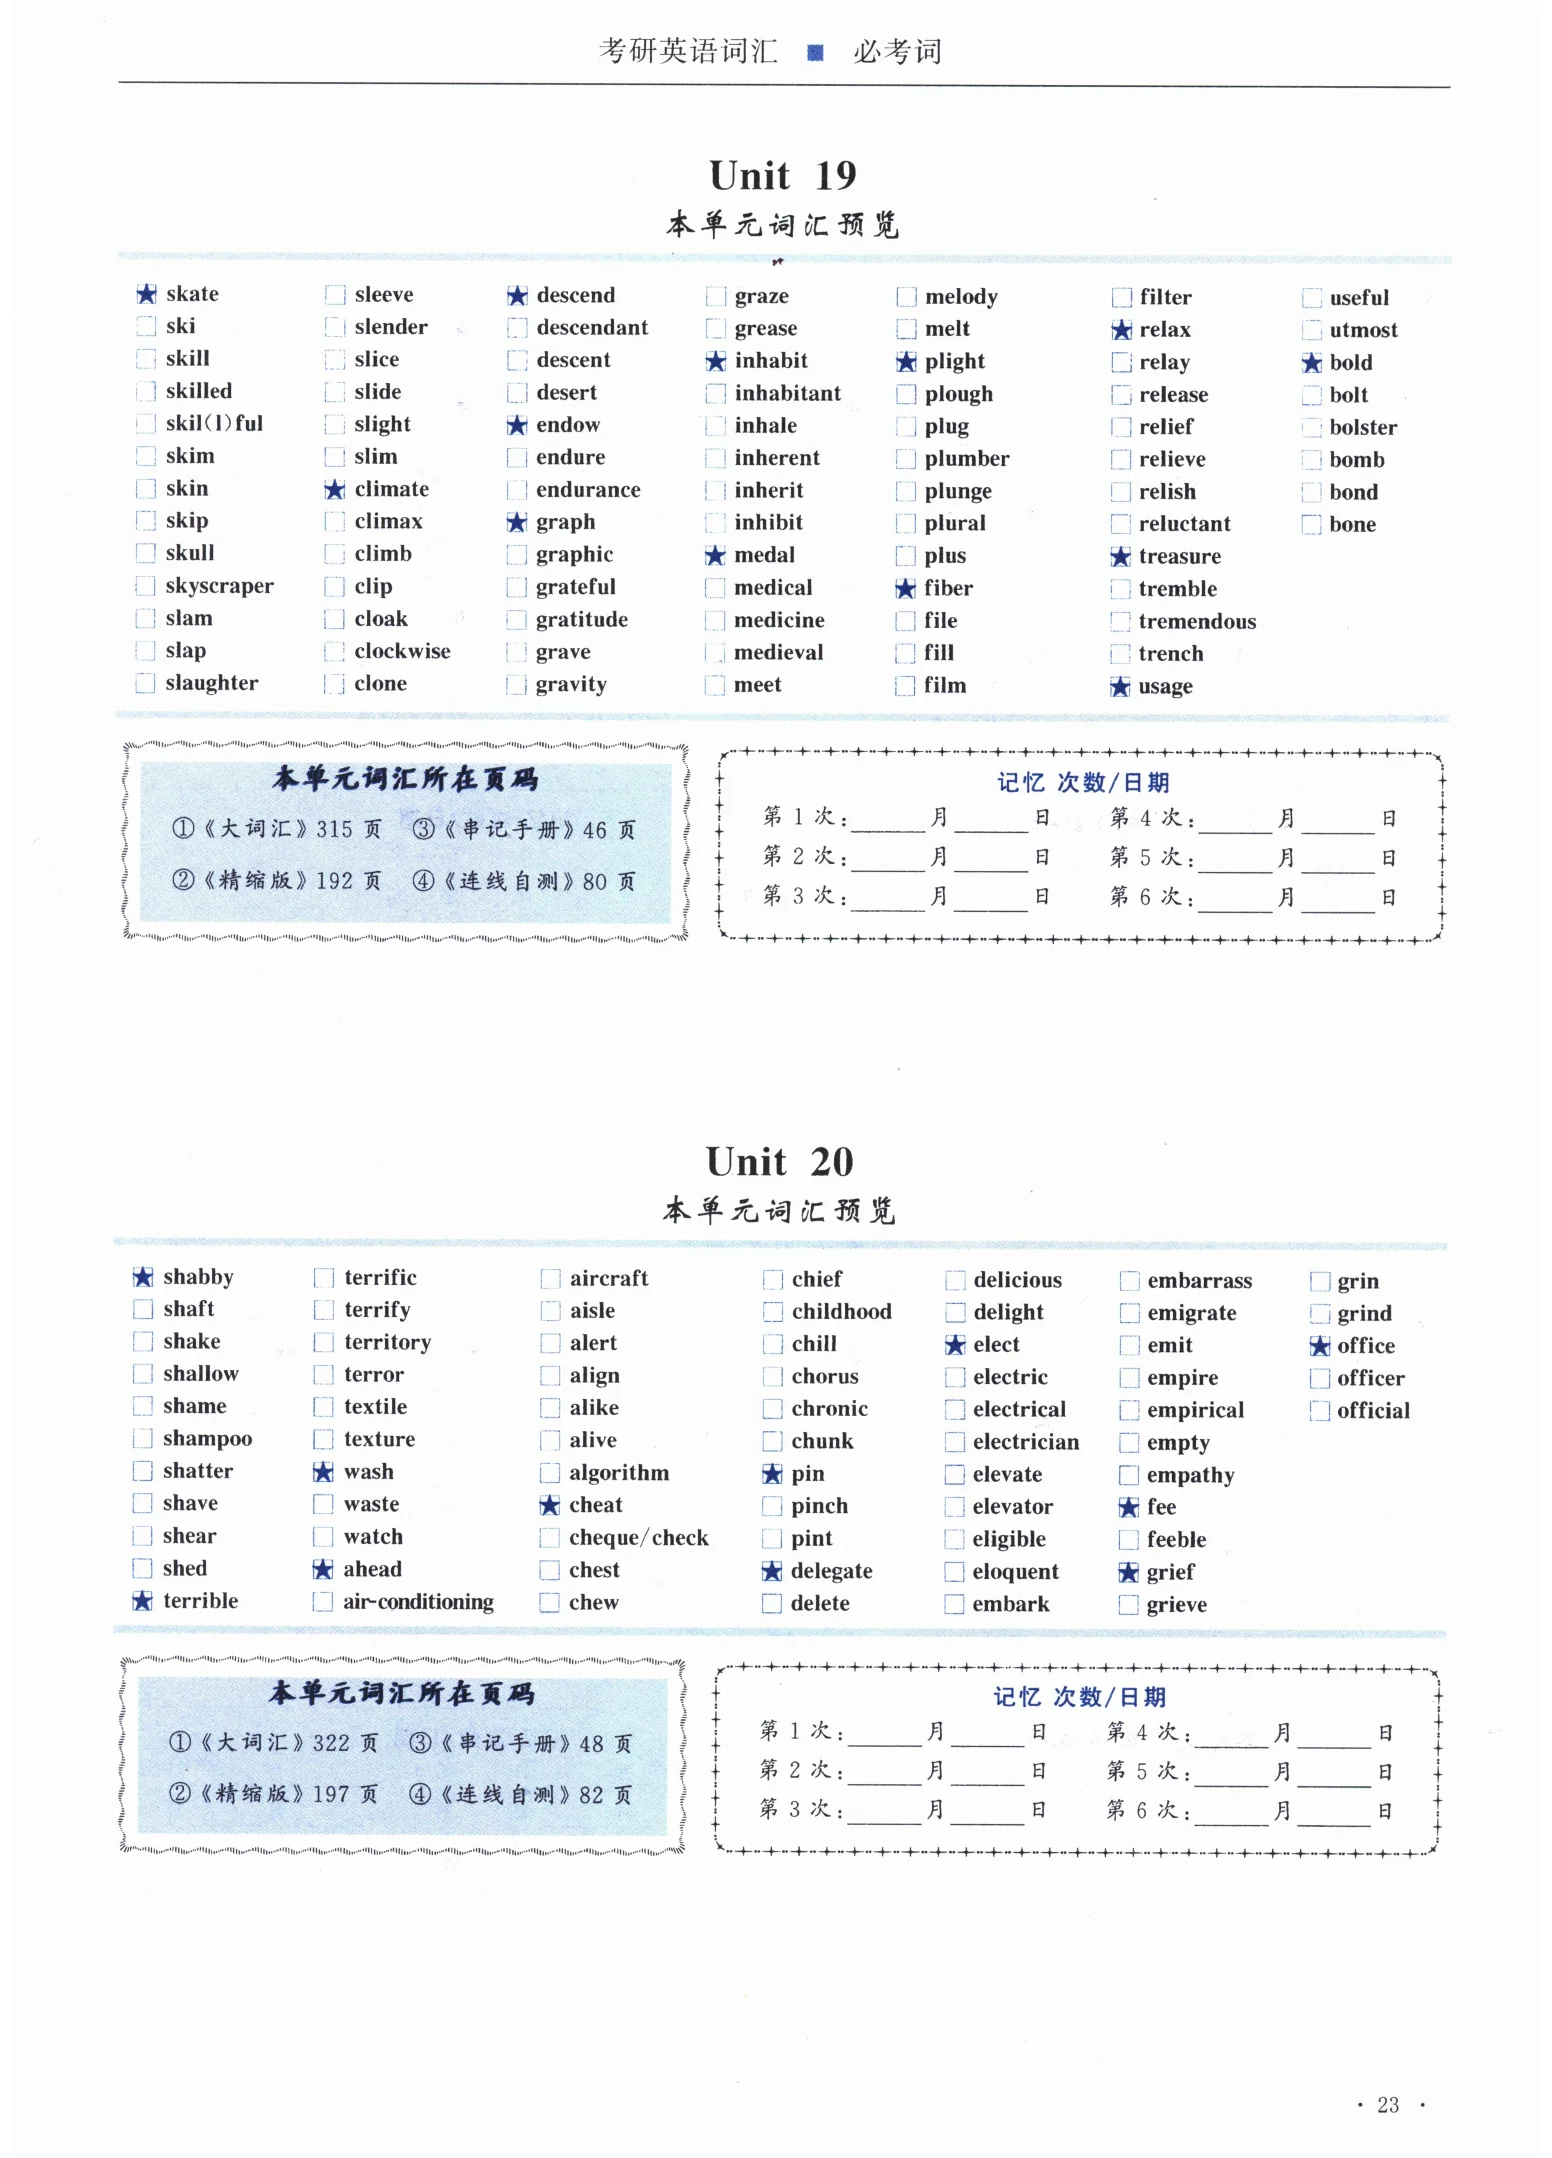 考研英语词汇 ■ 必考词
Unit 19
本单元词汇预览
★ skate □ sleeve ★ descend □ graze □ melody □ filter □ useful
□ ski □ slender □ descendant □ grease □ melt ★ relax □ utmost
□ skill □ slice □ descent ★ inhabit ★ plight □ relay ★ bold
□ skilled □ slide □ desert □ inhabitant □ plough □ release □ bolt
□ skil(l)ful □ slight ★ endow □ inhale □ plug □ relief □ bolster
□ skim □ slim □ endure □ inherent □ plumber □ relieve □ bomb
□ skin ★ climate □ endurance □ inherit □ plunge □ relish □ bond
□ skip □ climax ★ graph □ inhibit □ plural □ reluctant □ bone
□ skull □ climb □ graphic ★ medal □ plus ★ treasure
□ skyscraper □ clip □ grateful □ medical ★ fiber □ tremble
□ slam □ cloak □ gratitude □ medicine □ file □ tremendous
□ slap □ clockwise □ grave □ medieval □ fill □ trench
□ slaughter □ clone □ gravity □ meet □ film ★ usage
本单元词汇所在页码
①《大词汇》315 页 ③《串记手册》46 页
②《精缩版》192 页 ④《连线自测》80 页
记忆 次数/日期
第 1 次:______月______日 第 4 次:______月______日
第 2 次:______月______日 第 5 次:______月______日
第 3 次:______月______日 第 6 次:______月______日
Unit 20
本单元词汇预览
★ shabby □ terrific □ aircraft □ chief □ delicious □ embarrass □ grin
□ shaft □ terrify □ aisle □ childhood □ delight □ emigrate □ grind
□ shake □ territory □ alert □ chill ★ elect □ emit ★ office
□ shallow □ terror □ align □ chorus □ electric □ empire □ officer
□ shame □ textile □ alike □ chronic □ electrical □ empirical □ official
□ shampoo □ texture □ alive □ chunk □ electrician □ empty
□ shatter ★ wash □ algorithm ★ pin □ elevate □ empathy
□ shave □ waste ★ cheat □ pinch □ elevator ★ fee
□ shear □ watch □ cheque/check □ pint □ eligible □ feeble
□ shed ★ ahead □ chest ★ delegate □ eloquent ★ grief
★ terrible □ air-conditioning □ chew □ delete □ embark □ grieve
本单元词汇所在页码
①《大词汇》322 页 ③《串记手册》48 页
②《精缩版》197 页 ④《连线自测》82 页
记忆 次数/日期
第 1 次:______月______日 第 4 次:______月______日
第 2 次:______月______日 第 5 次:______月______日
第 3 次:______月______日 第 6 次:______月______日
· 23 ·